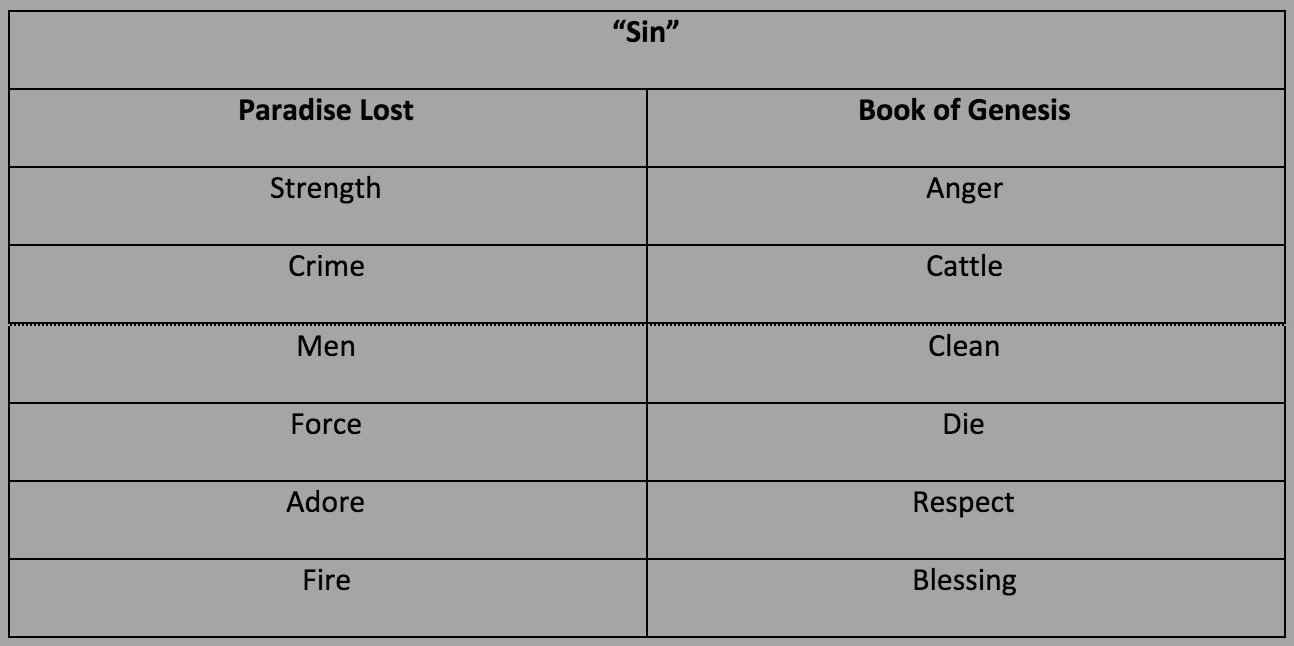 “Sin”
Paradise Lost Book of Genesis
Strength Anger
Crime Cattle
Men Clean
Force Die
Adore Respect
Fire Blessing